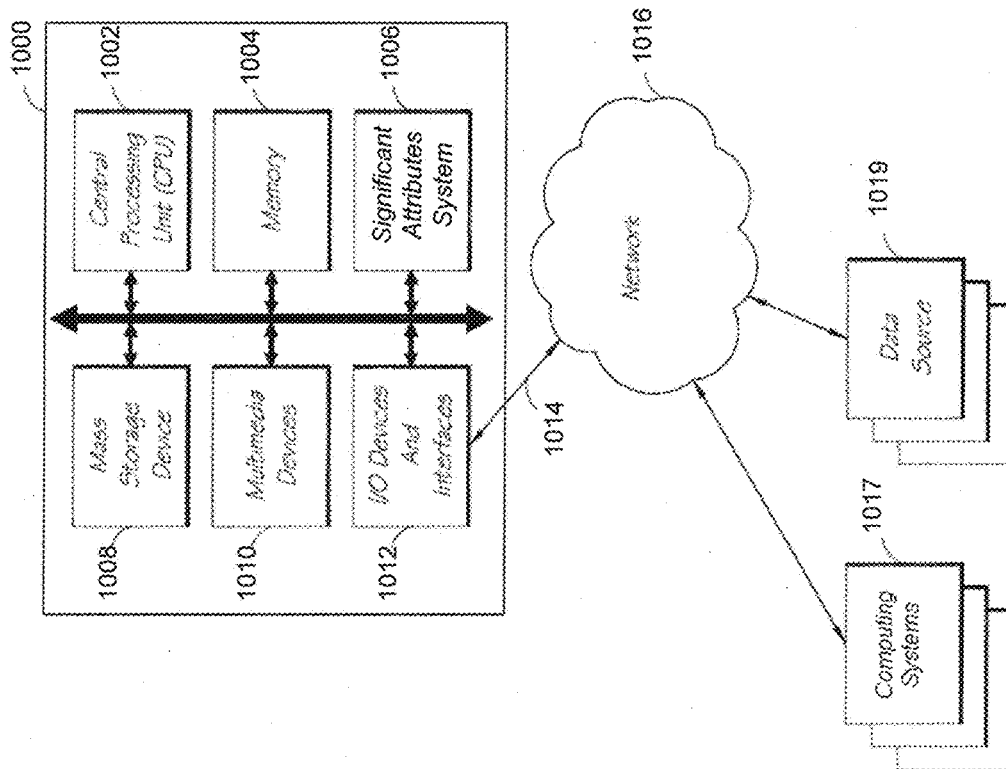 1000
1002
Central
Processing
Unit (CPU)
1004
Memory
1006
Significant
Attributes
System
Mass
Storage
Device
1008
Multimedia
Devices
1010
I/O Devices
And
Interfaces
1012
1014
Network
1016
Computing
Systems
1017
Data
Source
1019